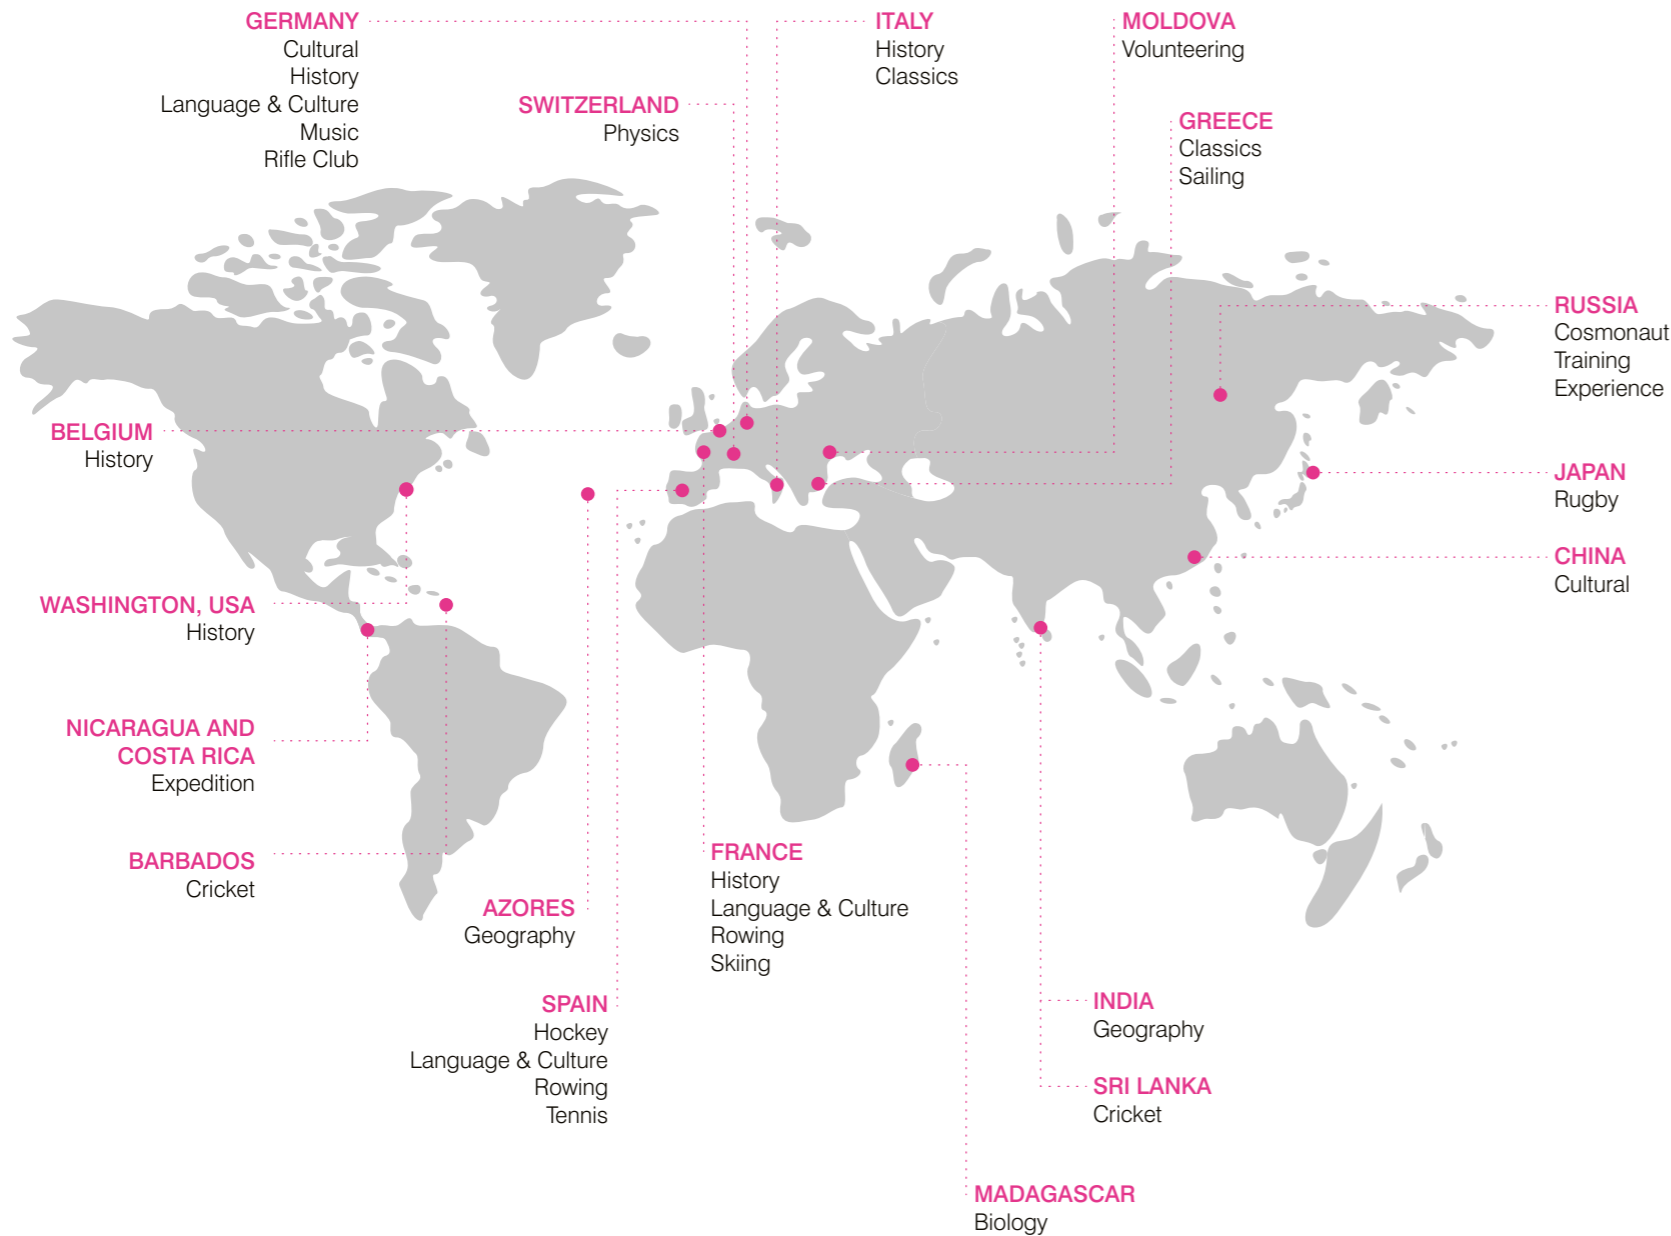 GERMANY
Cultural
History
Language & Culture
Music
Rifle Club
SWITZERLAND
Physics
ITALY
History
Classics
MOLDOVA
Volunteering
GREECE
Classics
Sailing
RUSSIA
Cosmonaut
Training
Experience
BELGIUM
History
JAPAN
Rugby
CHINA
Cultural
WASHINGTON, USA
History
NICARAGUA AND
COSTA RICA
Expedition
BARBADOS
Cricket
AZORES
Geography
FRANCE
History
Language & Culture
Rowing
Skiing
SPAIN
Hockey
Language & Culture
Rowing
Tennis
INDIA
Geography
SRI LANKA
Cricket
MADAGASCAR
Biology